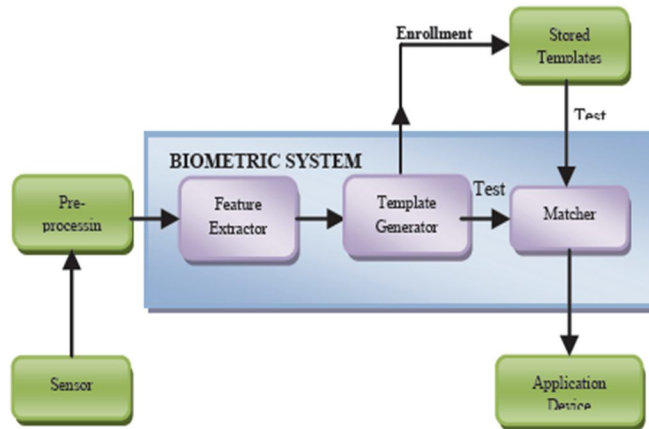 Enrollment
Stored
Templates
Test
BIOMETRIC SYSTEM
Pre-
processin
Feature
Extractor
Template
Generator
Test
Matcher
Sensor
Application
Device